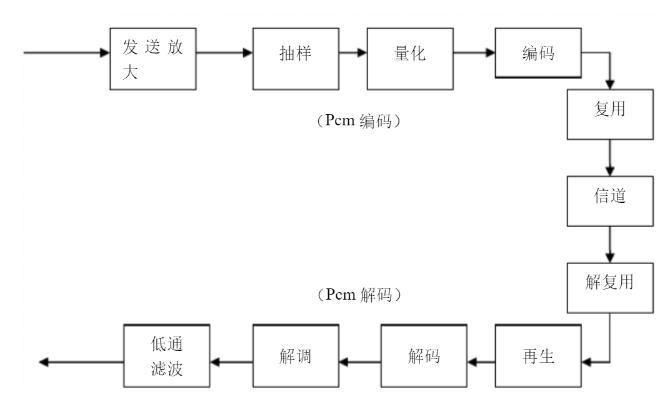 发送放
大
抽样
量化
编码
（Pcm 编码）
复用
信道
解复用
（Pcm 解码）
低通
滤波
解调
解码
再生